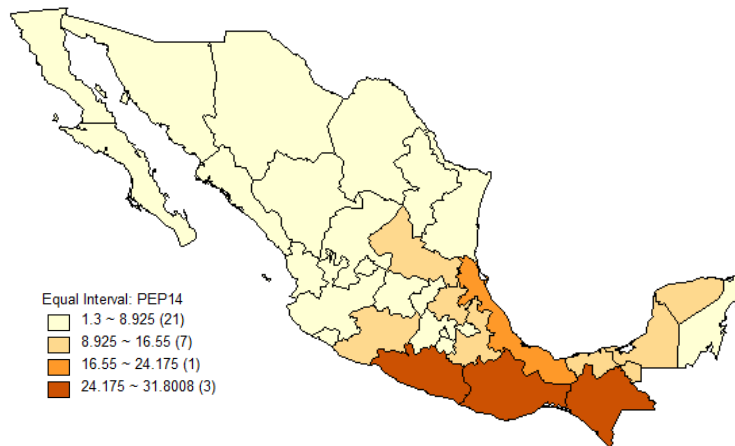 Equal Interval: PEP14
1.3 ~ 8.925 (21)
8.925 ~ 16.55 (7)
16.55 ~ 24.175 (1)
24.175 ~ 31.8008 (3)